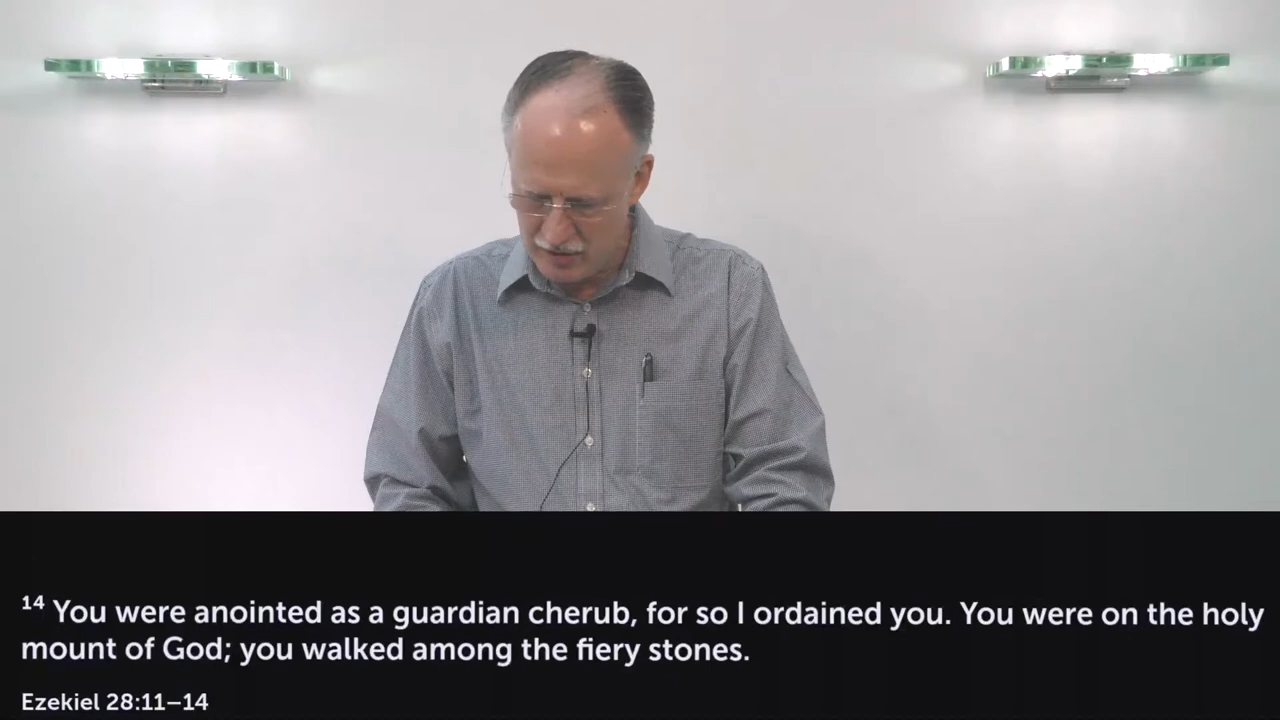 14 You were anointed as a guardian cherub, for so I ordained you. You were on the holy
mount of God; you walked among the fiery stones.
Ezekiel 28:11–14